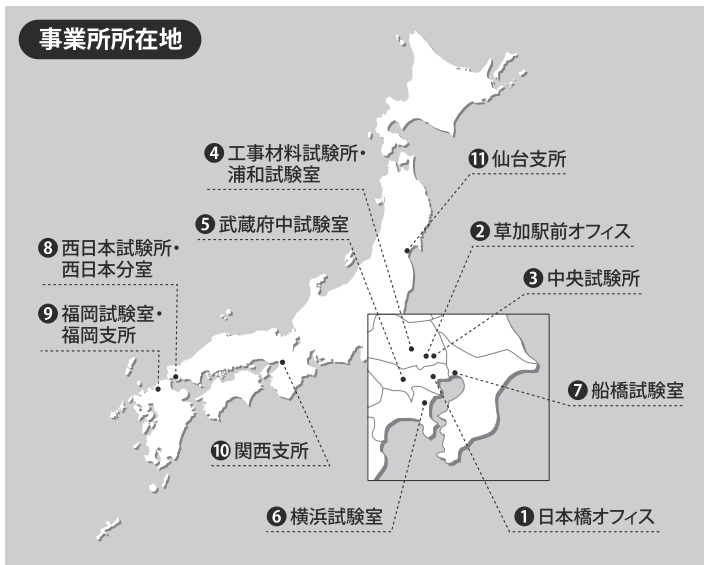 事業所所在地
❹ 工事材料試験所・
浦和試験室
⓫ 仙台支所
❺ 武蔵府中試験室
❷ 草加駅前オフィス
❽ 西日本試験所・
西日本分室
❸ 中央試験所
❾ 福岡試験室・
福岡支所
❼ 船橋試験室
❿ 関西支所
❻ 横浜試験室
❶ 日本橋オフィス